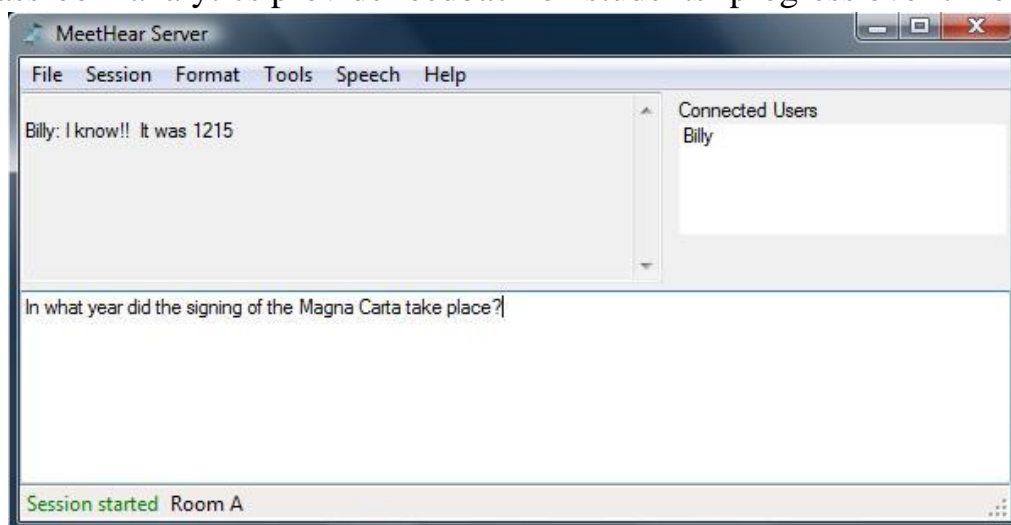 MeetHear Server
File Session Format Tools Speech Help
Billy: I know!! It was 1215
Connected Users
Billy
In what year did the signing of the Magna Carta take place?
Session started Room A